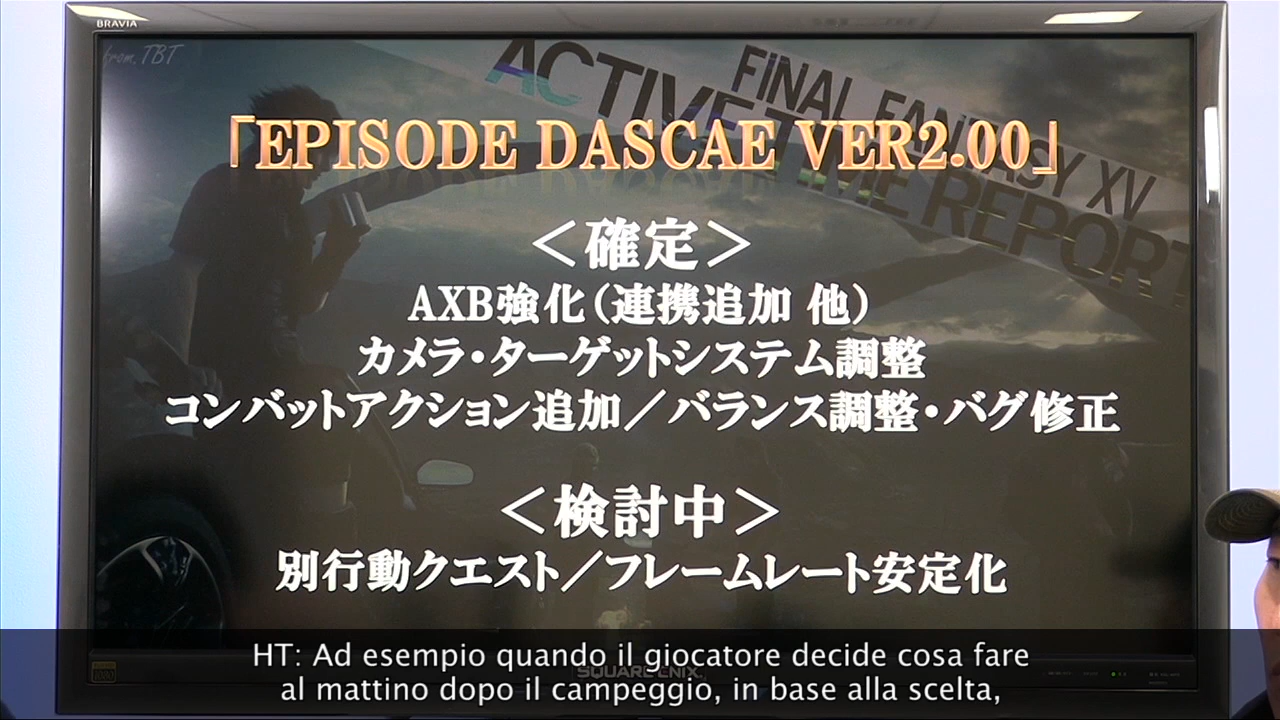 BRAVIA
from.TBT
FINAL FANTASY XV
ACTIVE TIME REPORT
「EPISODE DASCAE VER2.00」
＜確定＞
AXB強化（連携追加 他）
カメラ・ターゲットシステム調整
コンバットアクション追加／バランス調整・バグ修正
＜検討中＞
別行動クエスト／フレームレート安定化
SQUARE ENIX
HT: Ad esempio quando il giocatore decide cosa fare
al mattino dopo il campeggio, in base alla scelta,